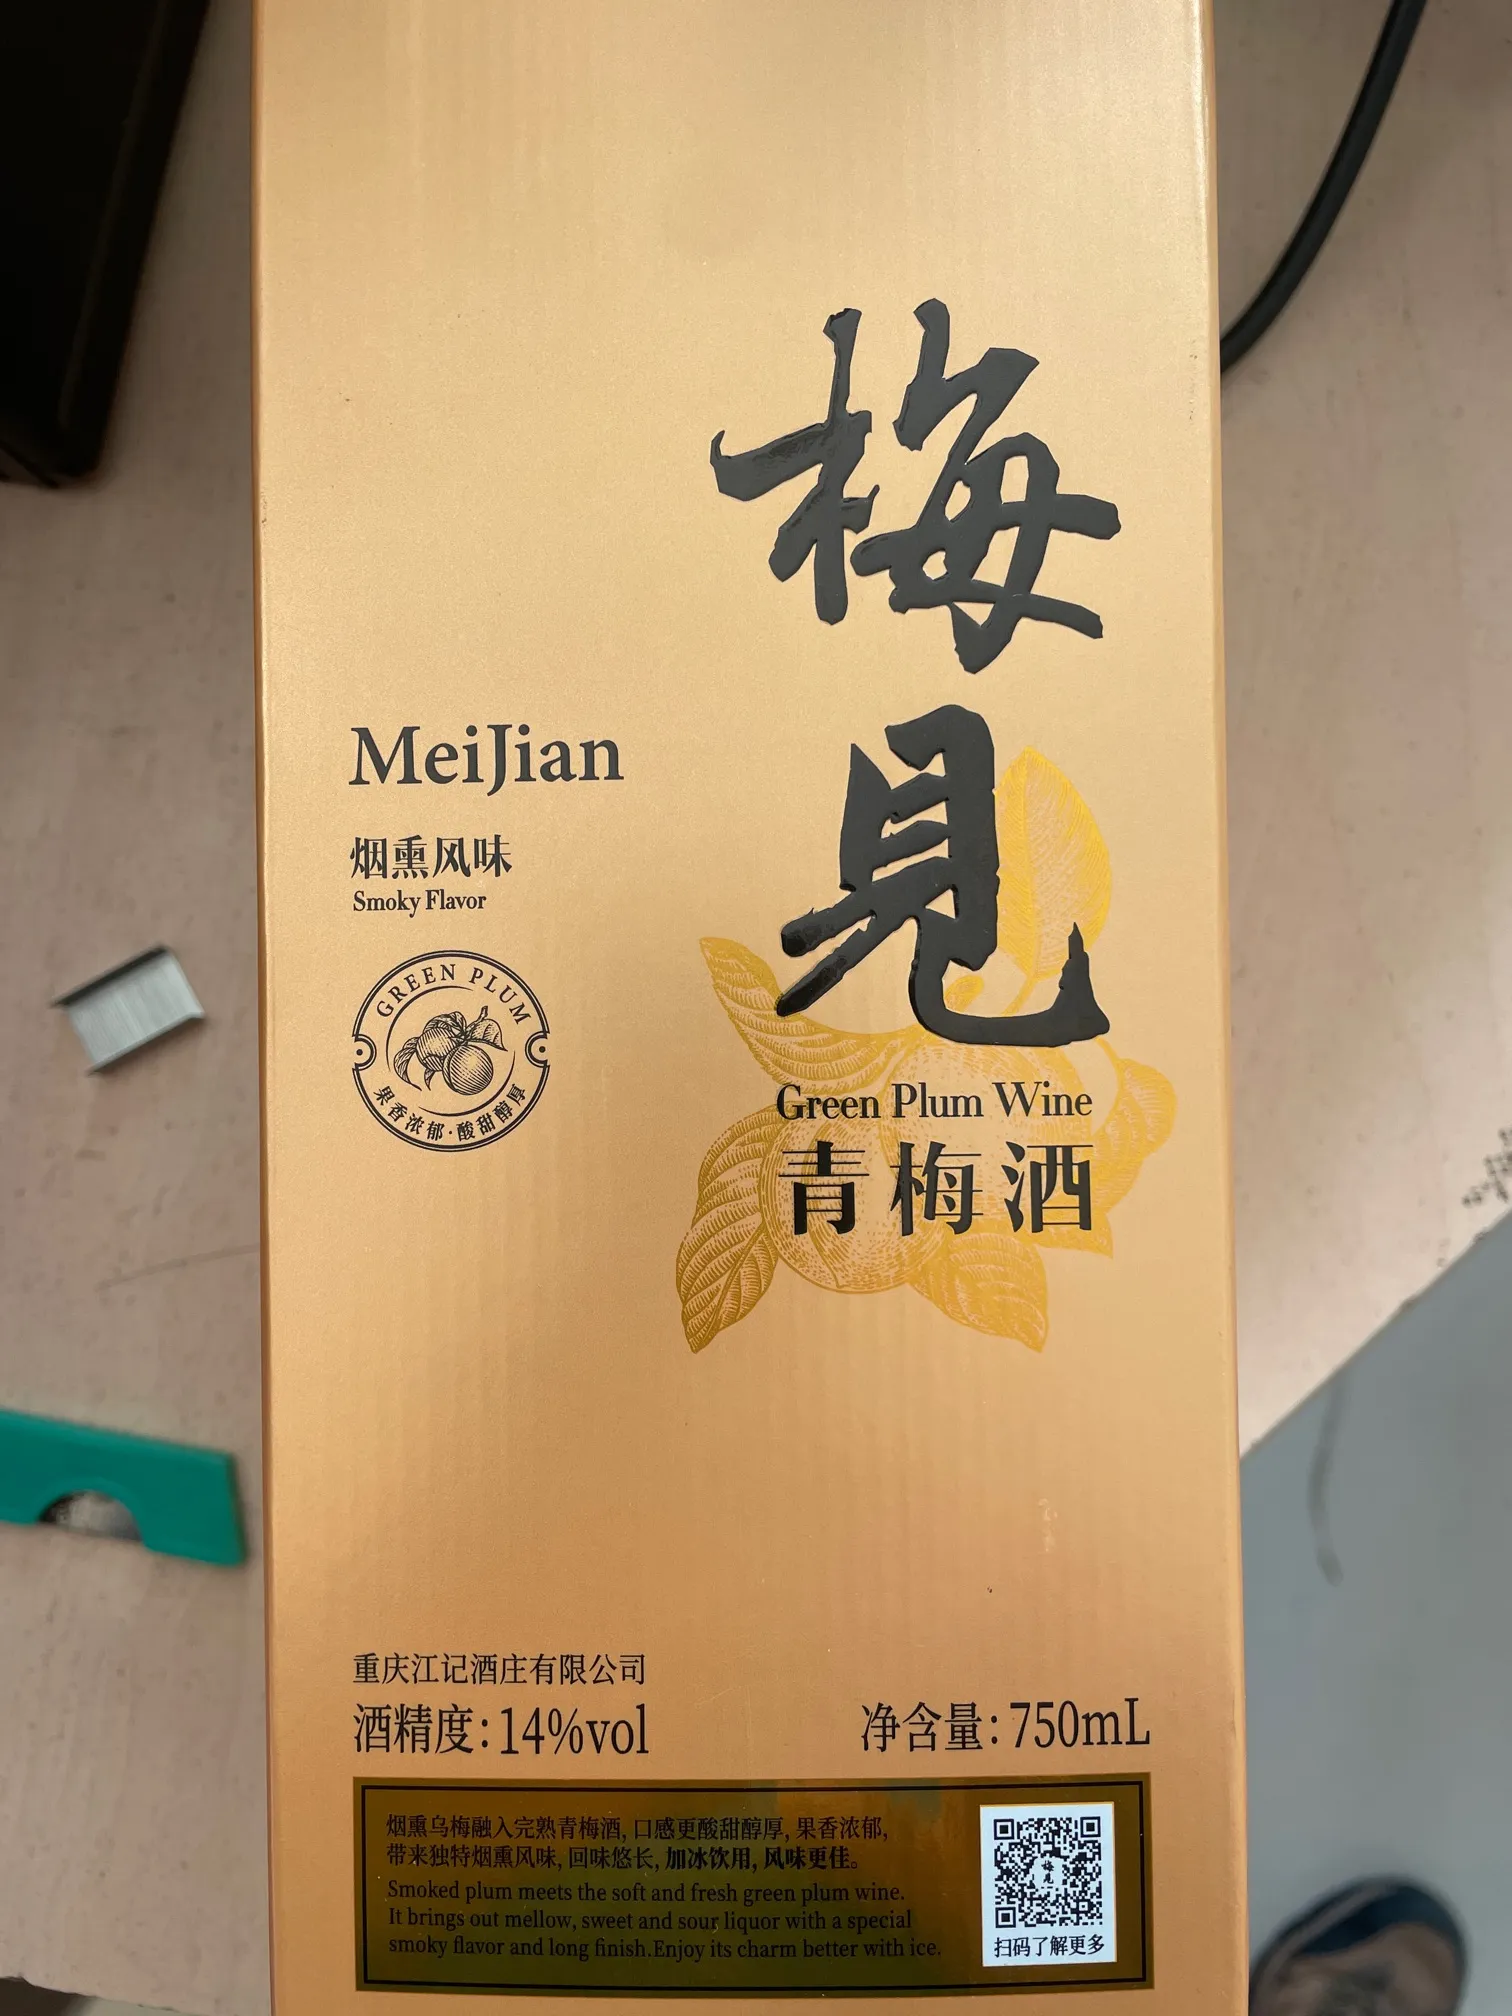 梅見
MeiJian
烟熏风味
Smoky Flavor
GREEN PLUM
果香浓郁·酸甜醇厚
Green Plum Wine
青梅酒
重庆江记酒庄有限公司
酒精度:14%vol
净含量:750mL
烟熏乌梅融入完熟青梅酒,口感更酸甜醇厚,果香浓郁,
带来独特烟熏风味,回味悠长,加冰饮用,风味更佳。
Smoked plum meets the soft and fresh green plum wine.
It brings out mellow, sweet and sour liquor with a special
smoky flavor and long finish.Enjoy its charm better with ice.
梅見
扫码了解更多